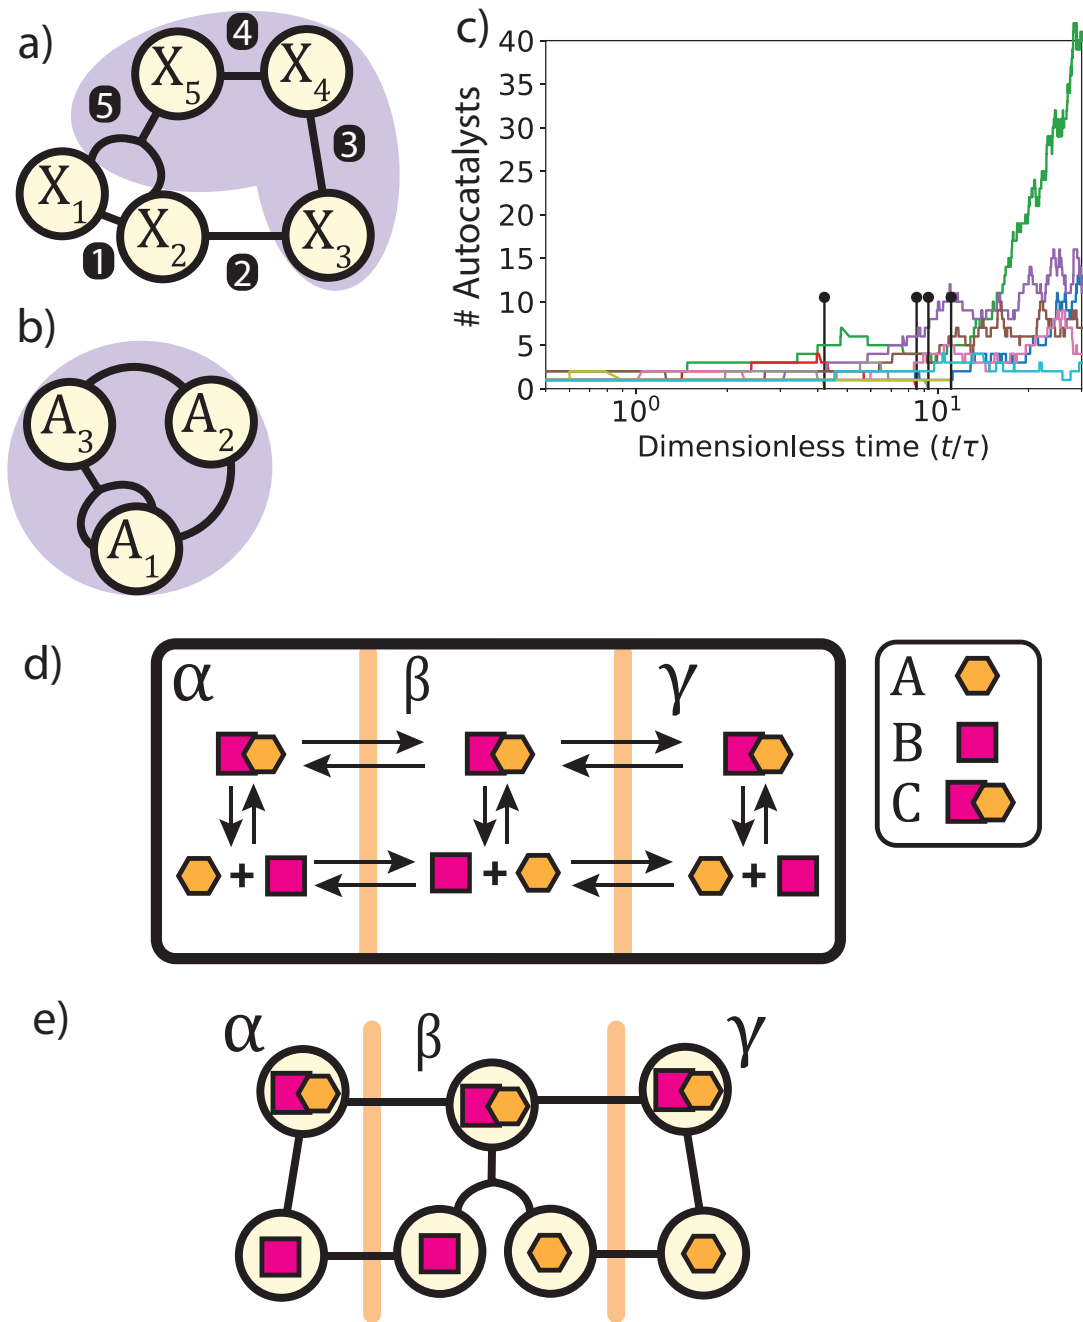 a)
4
X5
X4
5
3
X1
X2
X3
1
2
b)
A3
A2
A1
c)
# Autocatalysts
40
35
30
25
20
15
10
5
0
10^0
10^1
Dimensionless time (t/τ)
d)
α
β
γ
+
+
+
A
B
C
e)
α
β
γ